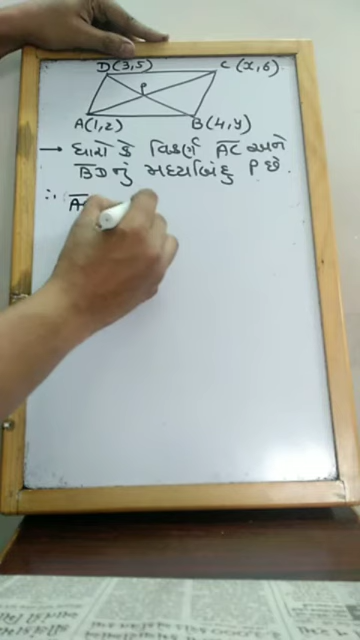 D(3,5) C(x,6)
P
A(1,2) B(4,y)
→ ધારો કે વિકર્ણ AC અને
BD નું મધ્યબિંદુ P છે.
∴ A